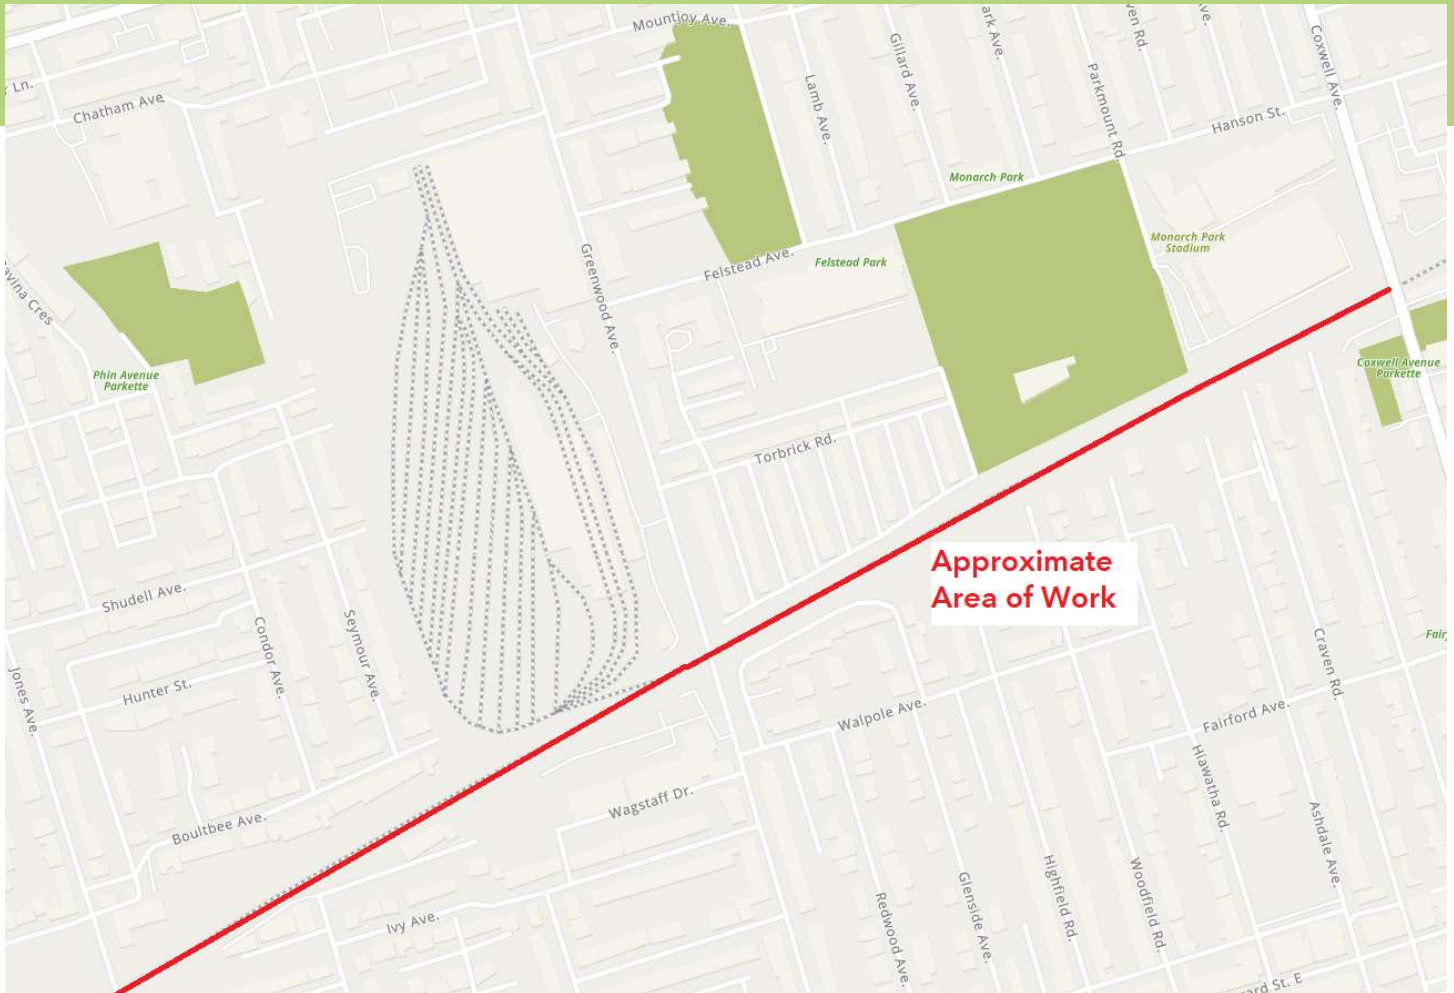 Mountjoy Ave.
Coxwell Ave.
Ln.
Chatham Ave
Gillard Ave.
Lamb Ave.
Parkmount Rd.
Hanson St.
Monarch Park
Monarch Park
Stadium
Greenwood Ave.
Felstead Ave.
Felstead Park
Phin Avenue
Parkette
Coxwell Avenue
Parkette
Torbrick Rd.
Approximate
Area of Work
Shudell Ave.
Condor Ave.
Seymour Ave.
Jones Ave.
Hunter St.
Craven Rd.
Walpole Ave.
Fairford Ave.
Hiawatha Rd.
Wagstaff Dr.
Boultbee Ave.
Ashdale Ave.
Highfield Rd.
Woodfield Rd.
Glenside Ave.
Redwood Ave.
Ivy Ave.
St. E